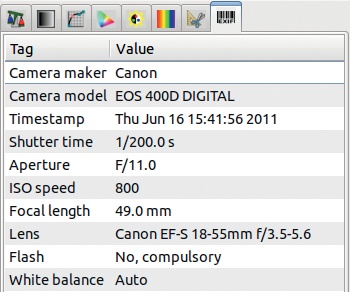 EXIF
Tag Value
Camera maker Canon
Camera model EOS 400D DIGITAL
Timestamp Thu Jun 16 15:41:56 2011
Shutter time 1/200.0 s
Aperture F/11.0
ISO speed 800
Focal length 49.0 mm
Lens Canon EF-S 18-55mm f/3.5-5.6
Flash No, compulsory
White balance Auto